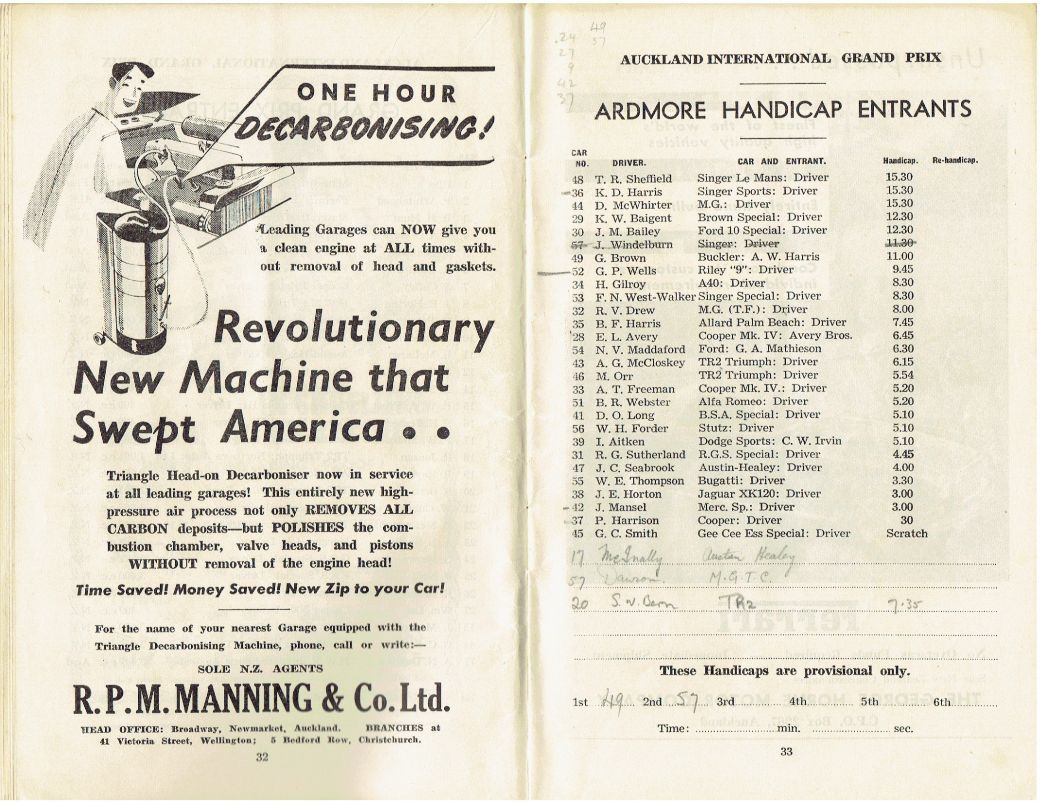 ONE HOUR
DECARBONISING!
Leading Garages can NOW give you
a clean engine at ALL times with-
out removal of head and gaskets.
Revolutionary
New Machine that
Swept America • •
Triangle Head-on Decarboniser now in service
at all leading garages! This entirely new high-
pressure air process not only REMOVES ALL
CARBON deposits—but POLISHES the com-
bustion chamber, valve heads, and pistons
WITHOUT removal of the engine head!
Time Saved! Money Saved! New Zip to your Car!
For the name of your nearest Garage equipped with the
Triangle Decarbonising Machine, phone, call or write:—
SOLE N.Z. AGENTS
R.P.M. MANNING & Co. Ltd.
HEAD OFFICE: Broadway, Newmarket, Auckland. BRANCHES at
41 Victoria Street, Wellington; 5 Bedford Row, Christchurch.
32
49
24 37
27
9
42
37
AUCKLAND INTERNATIONAL GRAND PRIX
ARDMORE HANDICAP ENTRANTS
CAR
NO. DRIVER. CAR AND ENTRANT. Handicap. Re-handicap.
48 T. R. Sheffield Singer Le Mans: Driver 15.30
36 K. D. Harris Singer Sports: Driver 15.30
44 D. McWhirter M.G.: Driver 15.30
29 K. W. Baigent Brown Special: Driver 12.30
30 J. M. Bailey Ford 10 Special: Driver 12.30
57 J. Windelburn Singer: Driver 11.30
49 G. Brown Buckler: A. W. Harris 11.00
52 G. P. Wells Riley "9": Driver 9.45
34 H. Gilroy A40: Driver 8.30
53 F. N. West-Walker Singer Special: Driver 8.30
32 R. V. Drew M.G. (T.F.): Driver 8.00
35 B. F. Harris Allard Palm Beach: Driver 7.45
28 E. L. Avery Cooper Mk. IV: Avery Bros. 6.45
54 N. V. Maddaford Ford: G. A. Mathieson 6.30
43 A. G. McCloskey TR2 Triumph: Driver 6.15
46 M. Orr TR2 Triumph: Driver 5.54
33 A. T. Freeman Cooper Mk. IV.: Driver 5.20
51 B. R. Webster Alfa Romeo: Driver 5.20
41 D. O. Long B.S.A. Special: Driver 5.10
56 W. H. Forder Stutz: Driver 5.10
39 I. Aitken Dodge Sports: C. W. Irvin 5.10
31 R. G. Sutherland R.G.S. Special: Driver 4.45
47 J. C. Seabrook Austin-Healey: Driver 4.00
55 W. E. Thompson Bugatti: Driver 3.30
38 J. E. Horton Jaguar XK120: Driver 3.00
42 J. Mansel Merc. Sp.: Driver 3.00
37 P. Harrison Cooper: Driver 30
45 G. C. Smith Gee Cee Ess Special: Driver Scratch
17 McInally Austin Healey
57 Dawson M.G.T.C.
20 TR2 7.35
These Handicaps are provisional only.
1st 49 2nd 57 3rd 4th 5th 6th
Time: min. sec.
33